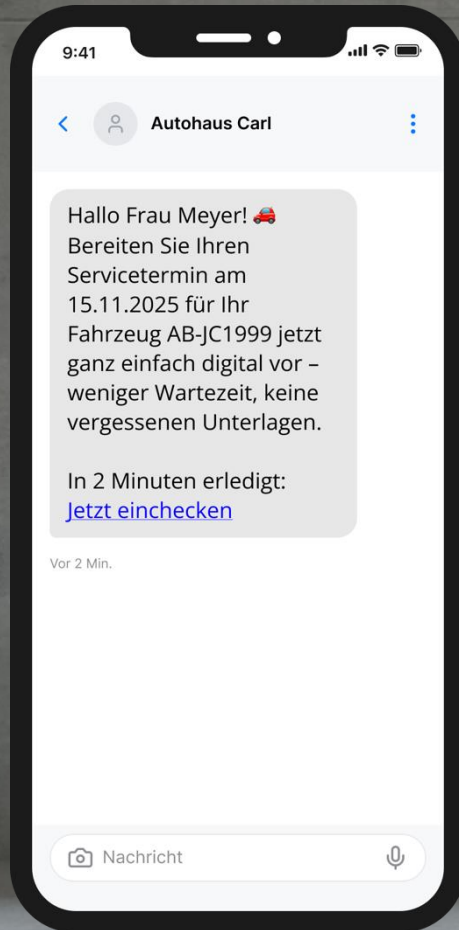 9:41
Autohaus Carl
Hallo Frau Meyer! 🚗
Bereiten Sie Ihren
Servicetermin am
15.11.2025 für Ihr
Fahrzeug AB-JC1999 jetzt
ganz einfach digital vor –
weniger Wartezeit, keine
vergessenen Unterlagen.
In 2 Minuten erledigt:
Jetzt einchecken
Vor 2 Min.
Nachricht